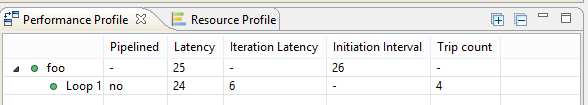 Performance Profile Resource Profile
Pipelined Latency Iteration Latency Initiation Interval Trip count
foo - 25 - 26 -
Loop 1 no 24 6 - 4